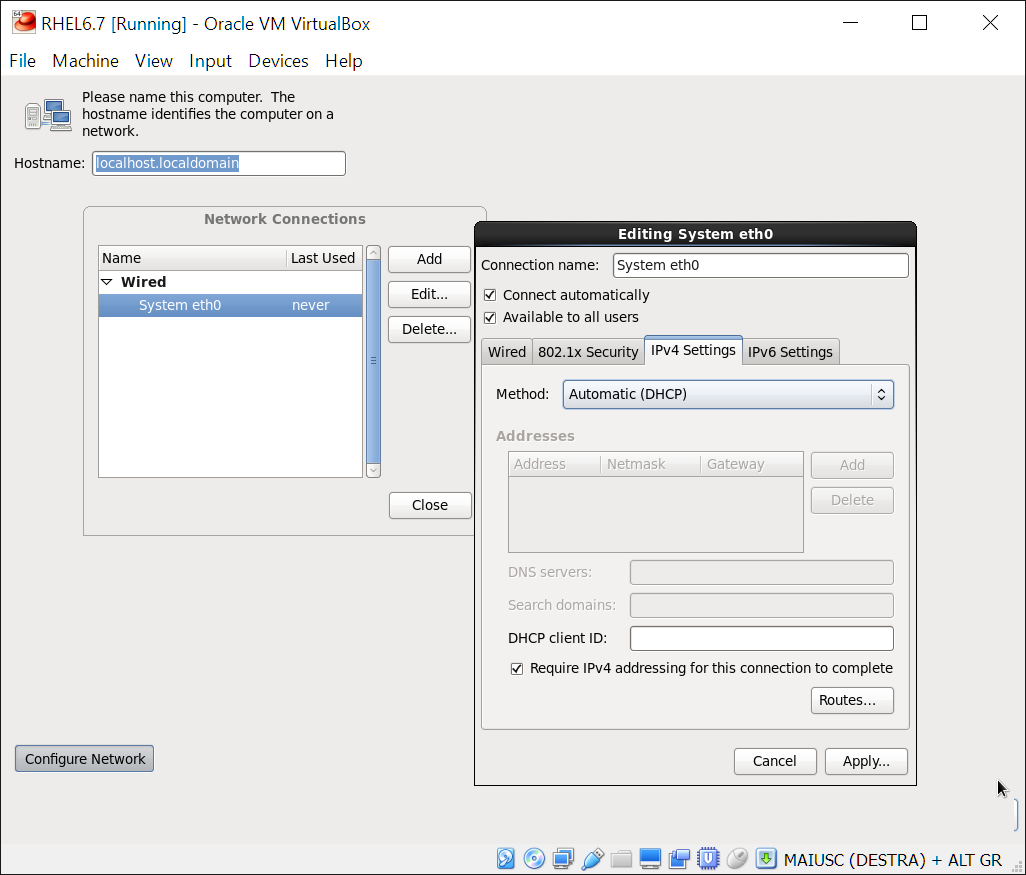 RHEL6.7 [Running] - Oracle VM VirtualBox
File Machine View Input Devices Help
Please name this computer. The
hostname identifies the computer on a
network.
Hostname: localhost.localdomain
Network Connections
Name Last Used
Wired
System eth0 never
Add
Edit...
Delete...
Close
Editing System eth0
Connection name: System eth0
Connect automatically
Available to all users
Wired 802.1x Security IPv4 Settings IPv6 Settings
Method: Automatic (DHCP)
Addresses
Address Netmask Gateway
Add
Delete
DNS servers:
Search domains:
DHCP client ID:
Require IPv4 addressing for this connection to complete
Routes...
Cancel Apply...
Configure Network
MAIUSC (DESTRA) + ALT GR